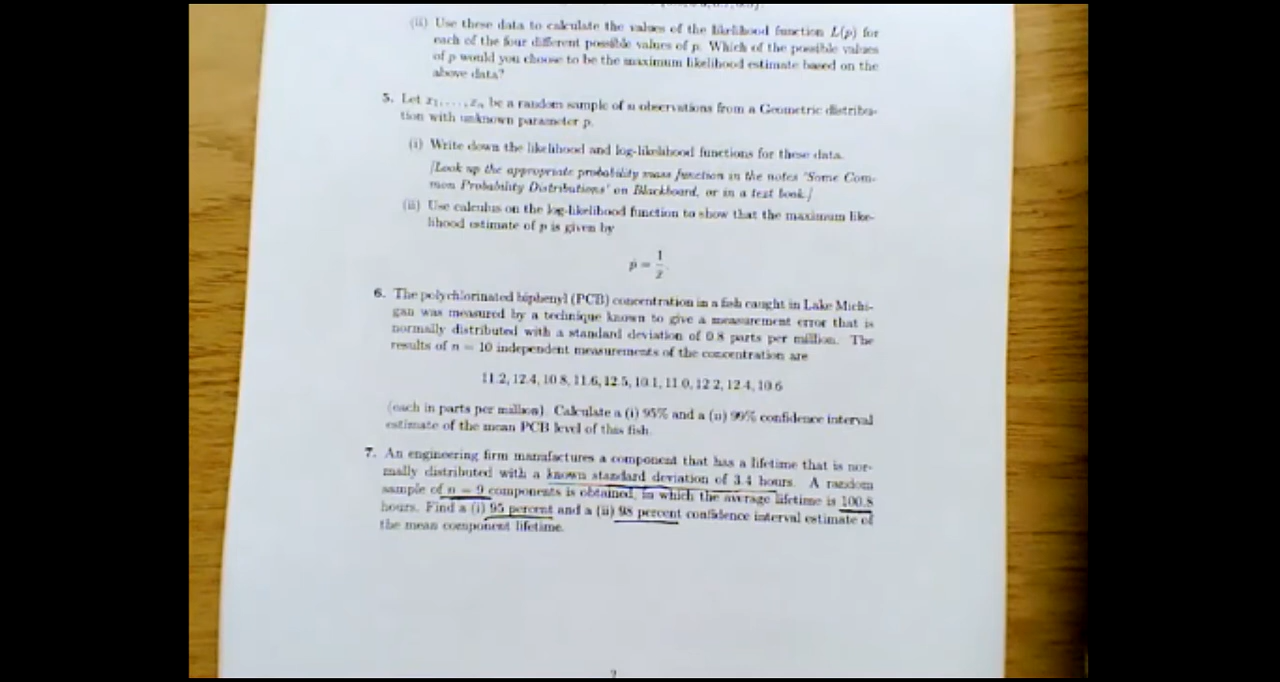 (ii) Use these data to calculate the values of the likelihood function L(p) for
each of the four different possible values of p. Which of the possible values
of p would you choose to be the maximum likelihood estimate based on the
above data?
5. Let x₁, . . . , xₙ be a random sample of n observations from a Geometric distribu-
tion with unknown parameter p.
(i) Write down the likelihood and log-likelihood functions for these data.
[Look up the appropriate probability mass function in the notes 'Some Com-
mon Probability Distributions' on Blackboard, or in a text book.]
(ii) Use calculus on the log-likelihood function to show that the maximum like-
lihood estimate of p is given by
6. The polychlorinated biphenyl (PCB) concentration in a fish caught in Lake Michi-
gan was measured by a technique known to give a measurement error that is
normally distributed with a standard deviation of 0.8 parts per million. The
results of n = 10 independent measurements of the concentration are
11.2, 12.4, 10.8, 11.6, 12.5, 10.1, 11.0, 12.2, 12.4, 10.6
(each in parts per million). Calculate a (i) 95% and a (ii) 99% confidence interval
estimate of the mean PCB level of this fish.
7. An engineering firm manufactures a component that has a lifetime that is nor-
mally distributed with a known standard deviation of 3.4 hours. A random
sample of n = 9 components is obtained, in which the average lifetime is 100.8
hours. Find a (i) 95 percent and a (ii) 98 percent confidence interval estimate of
the mean component lifetime.